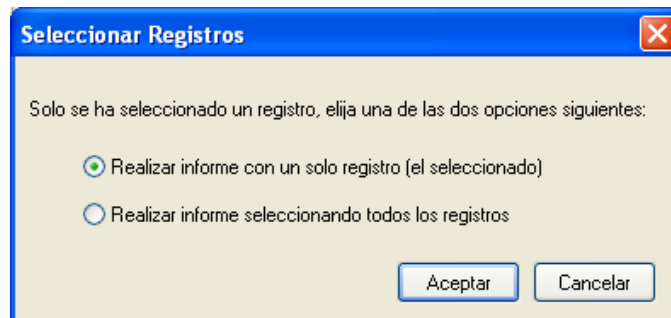 Seleccionar Registros
Solo se ha seleccionado un registro, elija una de las dos opciones siguientes:
Realizar informe con un solo registro (el seleccionado)
Realizar informe seleccionando todos los registros
Aceptar Cancelar